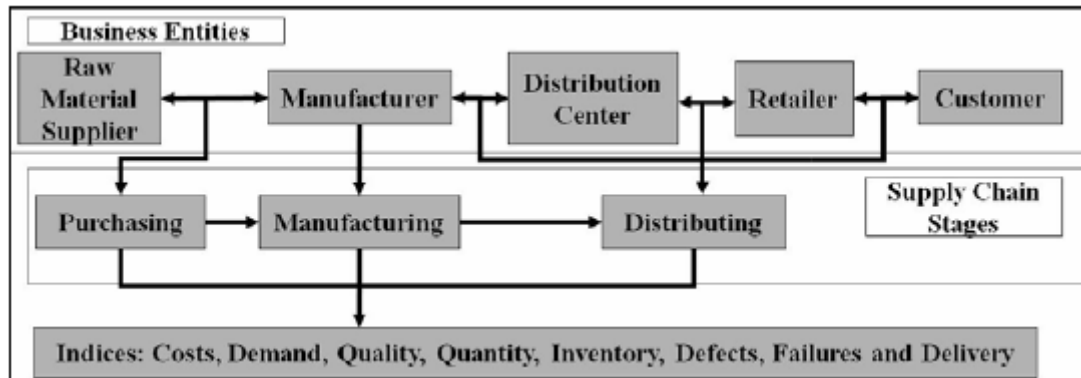 Business Entities
Raw
Material
Supplier
Manufacturer
Distribution
Center
Retailer
Customer
Purchasing
Manufacturing
Distributing
Supply Chain
Stages
Indices: Costs, Demand, Quality, Quantity, Inventory, Defects, Failures and Delivery